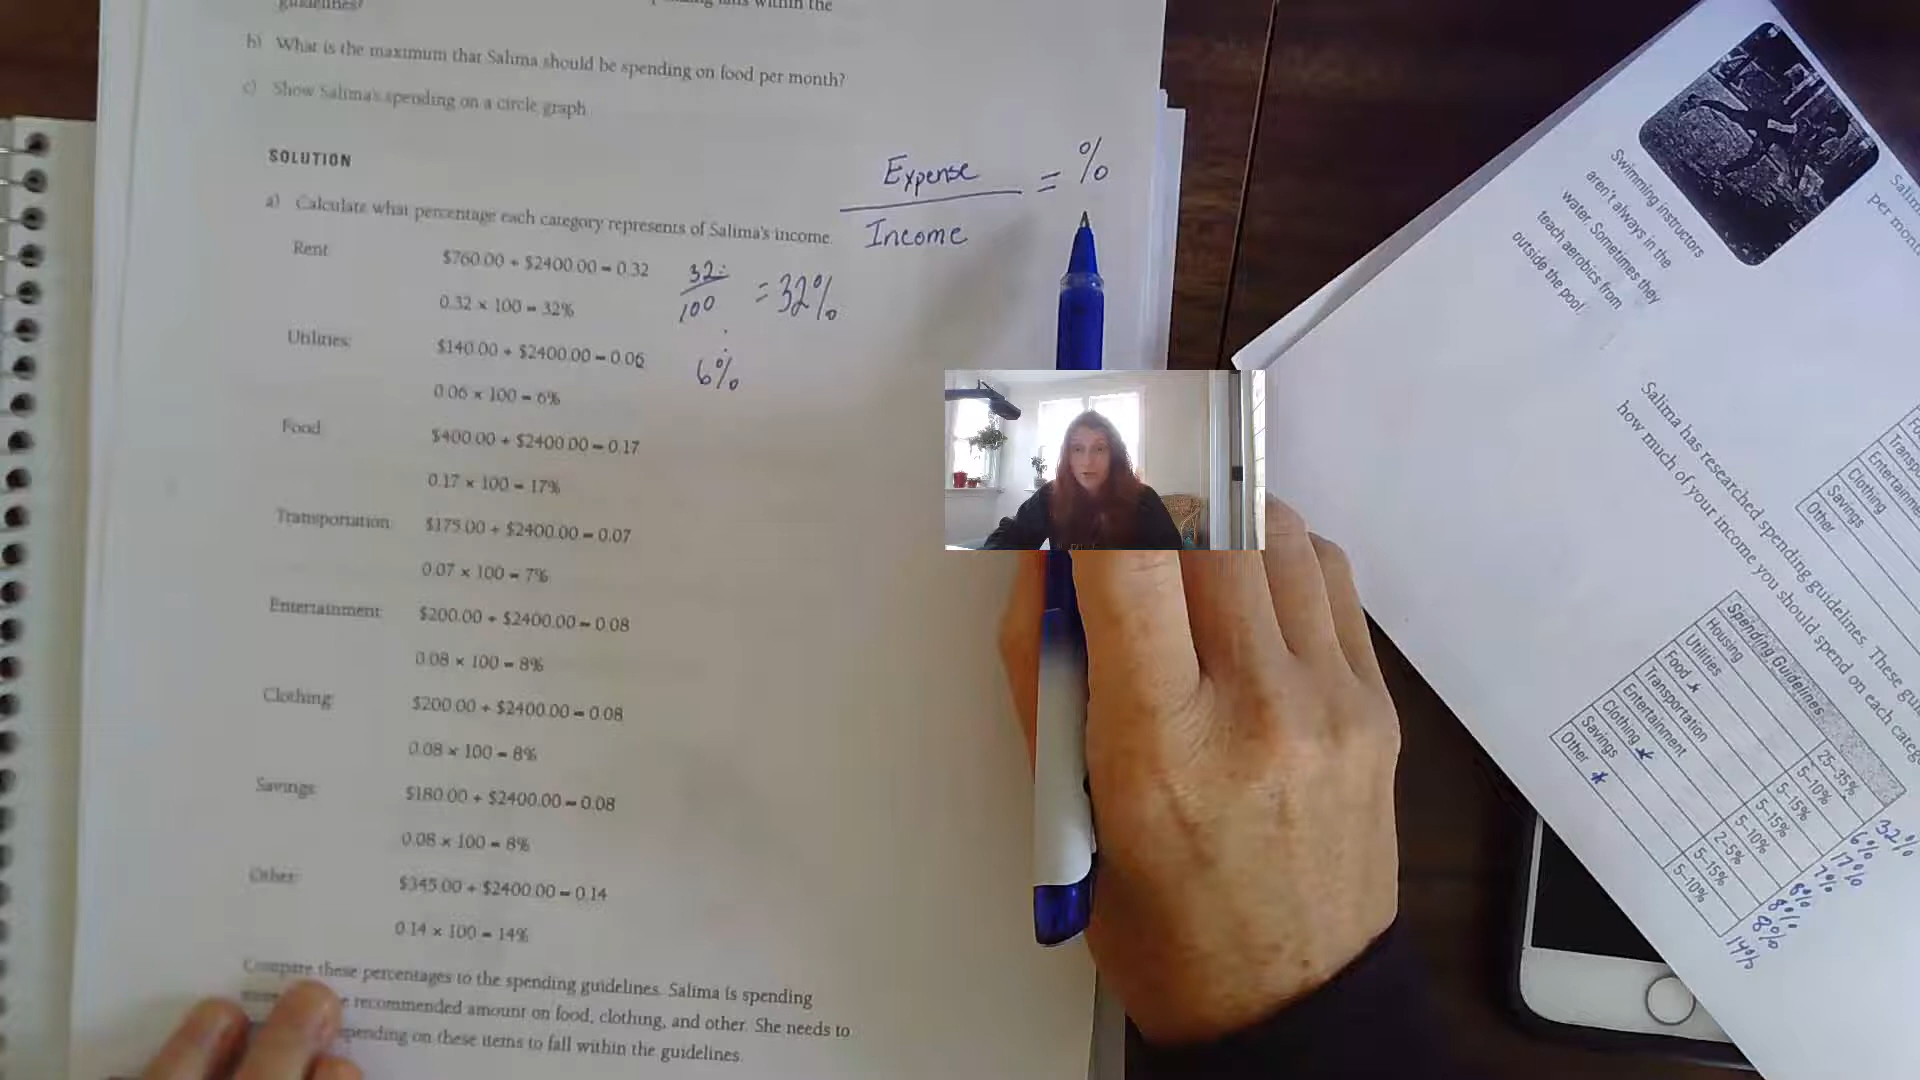 guidelines?
within the
b) What is the maximum that Salima should be spending on food per month?
c) Show Salima's spending on a circle graph.
SOLUTION
a) Calculate what percentage each category represents of Salima's income.
Expense
Income
= %
Rent: $760.00 ÷ $2400.00 = 0.32
0.32 × 100 = 32%
32
100
= 32%
Utilities: $140.00 ÷ $2400.00 = 0.06
0.06 × 100 = 6%
6%
Food: $400.00 ÷ $2400.00 = 0.17
0.17 × 100 = 17%
Transportation: $175.00 ÷ $2400.00 = 0.07
0.07 × 100 = 7%
Entertainment: $200.00 ÷ $2400.00 = 0.08
0.08 × 100 = 8%
Clothing: $200.00 ÷ $2400.00 = 0.08
0.08 × 100 = 8%
Savings: $180.00 ÷ $2400.00 = 0.08
0.08 × 100 = 8%
Other: $345.00 ÷ $2400.00 = 0.14
0.14 × 100 = 14%
Compare these percentages to the spending guidelines. Salima is spending
recommended amount on food, clothing, and other. She needs to
spending on these items to fall within the guidelines.
Swimming instructors
aren't always in the
water. Sometimes they
teach aerobics from
outside the pool.
per
Clothing
Savings
Other
Salima has researched spending guidelines. These
how much of your income you should spend on each
Spending Guidelines
Housing 25–35% 32%
Utilities 5–10% 6%
Food * 5–15% 17%
Transportation 5–15% 7%
Entertainment 5–10% 8%
Clothing * 2–5% 8%
Savings 5–15% 8%
Other * 5–10% 14%